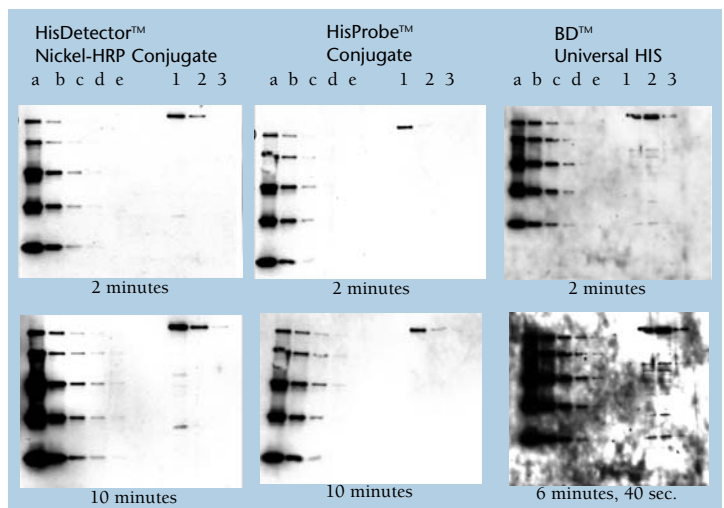 HisDetector™
Nickel-HRP Conjugate
a b c d e 1 2 3
HisProbe™
Conjugate
a b c d e 1 2 3
BD™
Universal HIS
a b c d e 1 2 3
2 minutes
2 minutes
2 minutes
10 minutes
10 minutes
6 minutes, 40 sec.